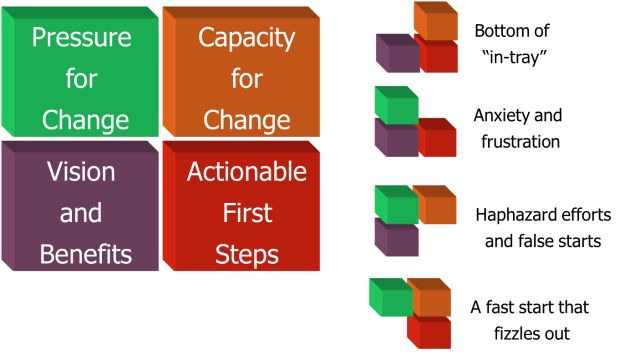 Pressure
for
Change
Capacity
for
Change
Vision
and
Benefits
Actionable
First
Steps
Bottom of
“in-tray”
Anxiety and
frustration
Haphazard efforts
and false starts
A fast start that
fizzles out